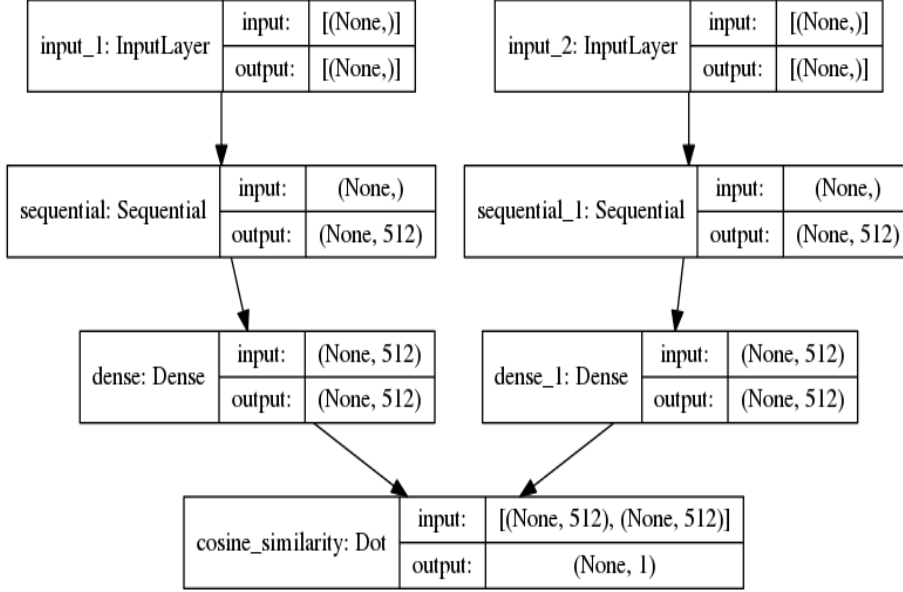 input_1: InputLayer
input: [(None,)]
output: [(None,)]
input_2: InputLayer
input: [(None,)]
output: [(None,)]
sequential: Sequential
input: (None,)
output: (None, 512)
sequential_1: Sequential
input: (None,)
output: (None, 512)
dense: Dense
input: (None, 512)
output: (None, 512)
dense_1: Dense
input: (None, 512)
output: (None, 512)
cosine_similarity: Dot
input: [(None, 512), (None, 512)]
output: (None, 1)